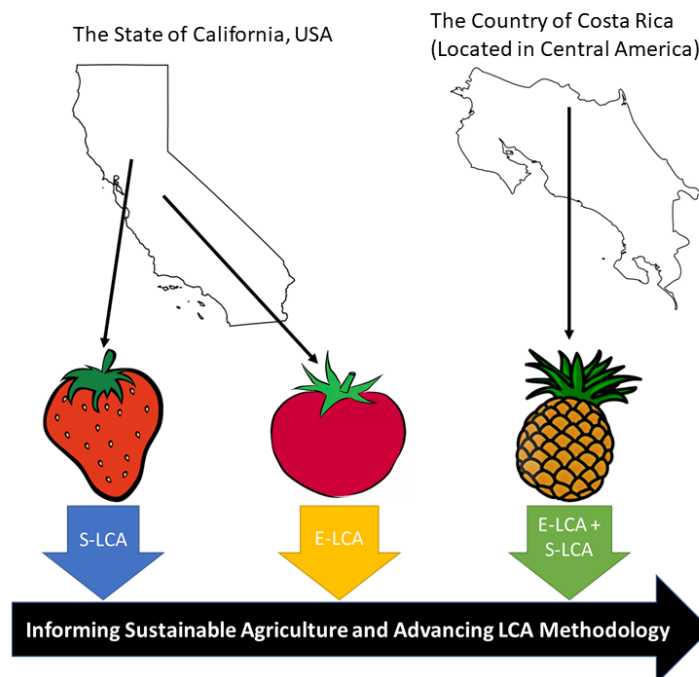 The State of California, USA
The Country of Costa Rica
(Located in Central America)
S-LCA
E-LCA
E-LCA +
S-LCA
Informing Sustainable Agriculture and Advancing LCA Methodology